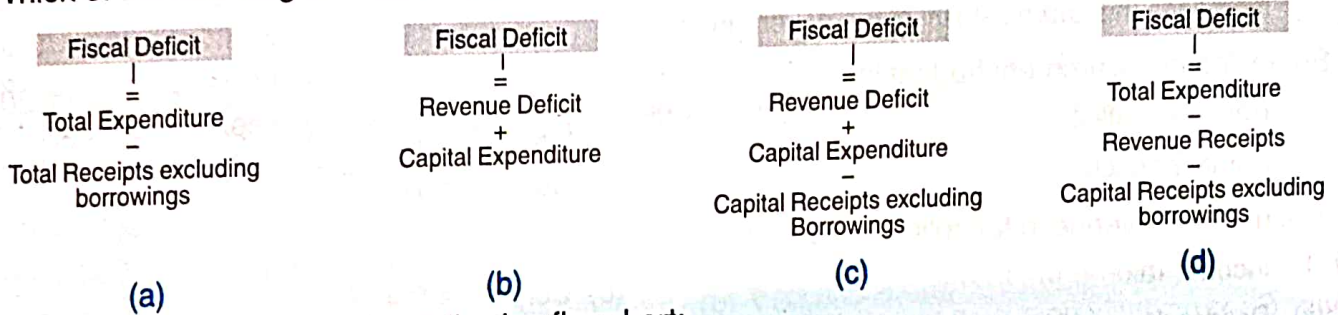 Fiscal Deficit
=
Total Expenditure
–
Total Receipts excluding
borrowings
(a)
Fiscal Deficit
=
Revenue Deficit
+
Capital Expenditure
(b)
Fiscal Deficit
=
Revenue Deficit
+
Capital Expenditure
–
Capital Receipts excluding
Borrowings
(c)
Fiscal Deficit
=
Total Expenditure
–
Revenue Receipts
–
Capital Receipts excluding
borrowings
(d)